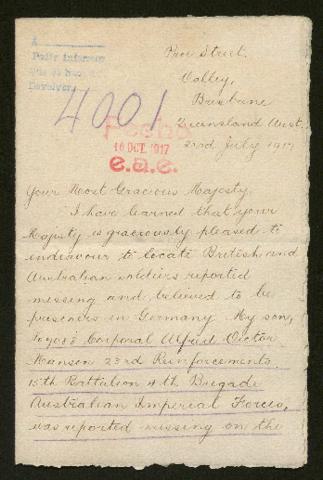 A
4001
Fecha
16 OCT. 1917
e.a.e.
Street
Valley,
Brisbane
Queensland Aust.
July 1917
Your Most Gracious Majesty
I have learned that your
Majesty is graciously pleased to
endeavour to locate British and
Australian soldiers reported
missing and believed to be
prisoners in Germany. My son,
Corporal Alfred Victor
Hanson 23rd Reinforcements.
15th Battalion 4th Brigade
Australian Imperial Forces,
was reported missing on the